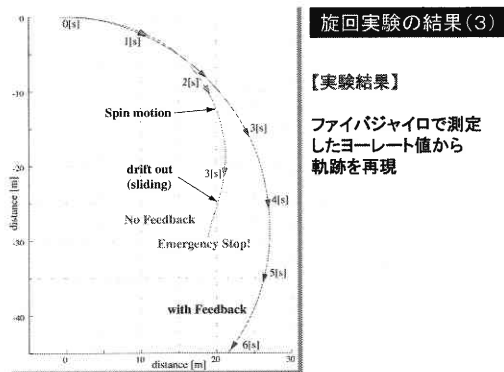 旋回実験の結果(3)
【実験結果】
ファイバジャイロで測定
したヨーレート値から
軌跡を再現
0
-10
-20
-30
-40
distance [m]
0[s]
1[s]
2[s]
Spin motion
3[s]
3[s]
drift out
(sliding)
4[s]
No Feedback
Emergency Stop!
5[s]
with Feedback
6[s]
0
10
20
30
distance [m]